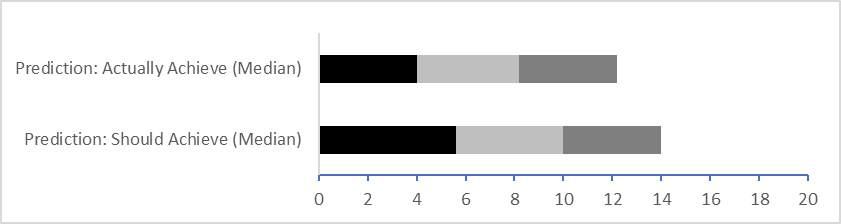 Prediction: Actually Achieve (Median)
Prediction: Should Achieve (Median)
0 2 4 6 8 10 12 14 16 18 20